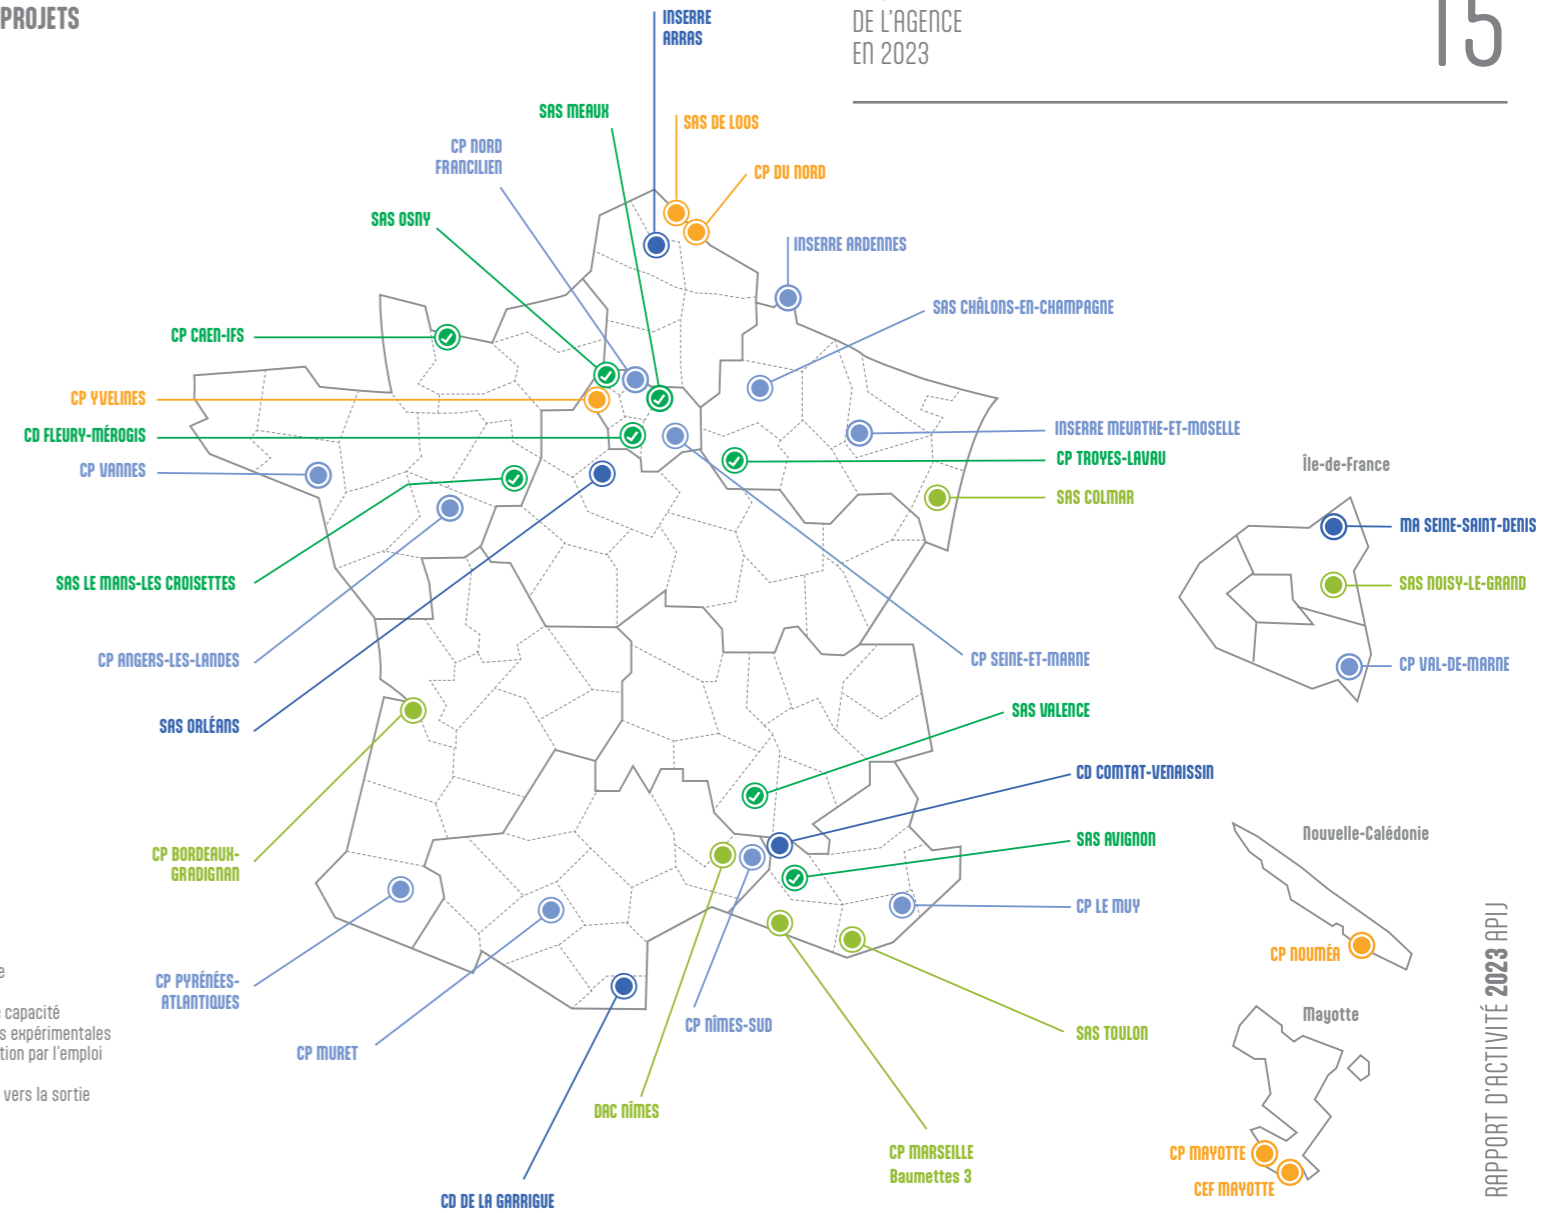 PROJETS
DE L'AGENCE
EN 2023
15
INSERRE
ARRAS
SAS MEAUX
SAS DE LOOS
CP NORD
FRANCILIEN
CP DU NORD
SAS OSNY
INSERRE ARDENNES
SAS CHÂLONS-EN-CHAMPAGNE
CP CAEN-IFS
CP YVELINES
CD FLEURY-MÉROGIS
INSERRE MEURTHE-ET-MOSELLE
CP VANNES
CP TROYES-LAVAU
Île-de-France
SAS COLMAR
MA SEINE-SAINT-DENIS
SAS LE MANS-LES CROISETTES
SAS NOISY-LE-GRAND
CP ANGERS-LES-LANDES
CP SEINE-ET-MARNE
CP VAL-DE-MARNE
SAS ORLÉANS
SAS VALENCE
CD COMTAT-VENAISSIN
SAS AVIGNON
Nouvelle-Calédonie
CP BORDEAUX-
GRADIGNAN
CP LE MUY
CP NOUMÉA
CP PYRÉNÉES-
ATLANTIQUES
CP NÎMES-SUD
SAS TOULON
Mayotte
CP MURET
DAC NÎMES
CP MARSEILLE
Baumettes 3
CP MAYOTTE
CEF MAYOTTE
CD DE LA GARRIGUE
e
capacité
s expérimentales
tion par l'emploi
vers la sortie
RAPPORT D'ACTIVITÉ 2023 APIJ